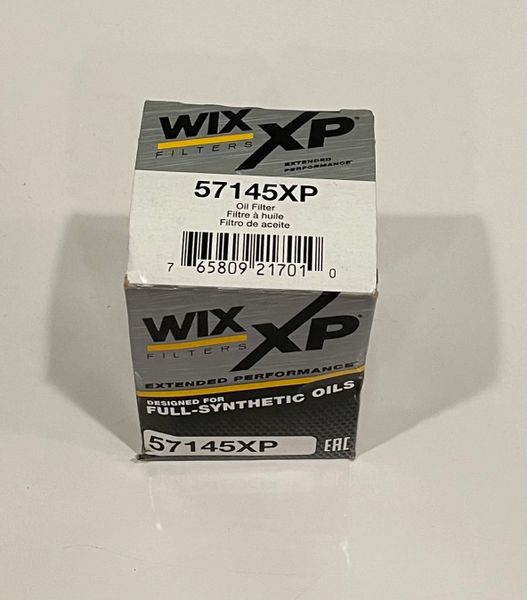 WIX XP
FILTERS
EXTENDED
PERFORMANCE
57145XP
Oil Filter
Filtre à huile
Filtro de aceite
7 65809 21701 0
WIX XP
FILTERS
EXTENDED PERFORMANCE
DESIGNED FOR
FULL-SYNTHETIC OILS
57145XP EAC